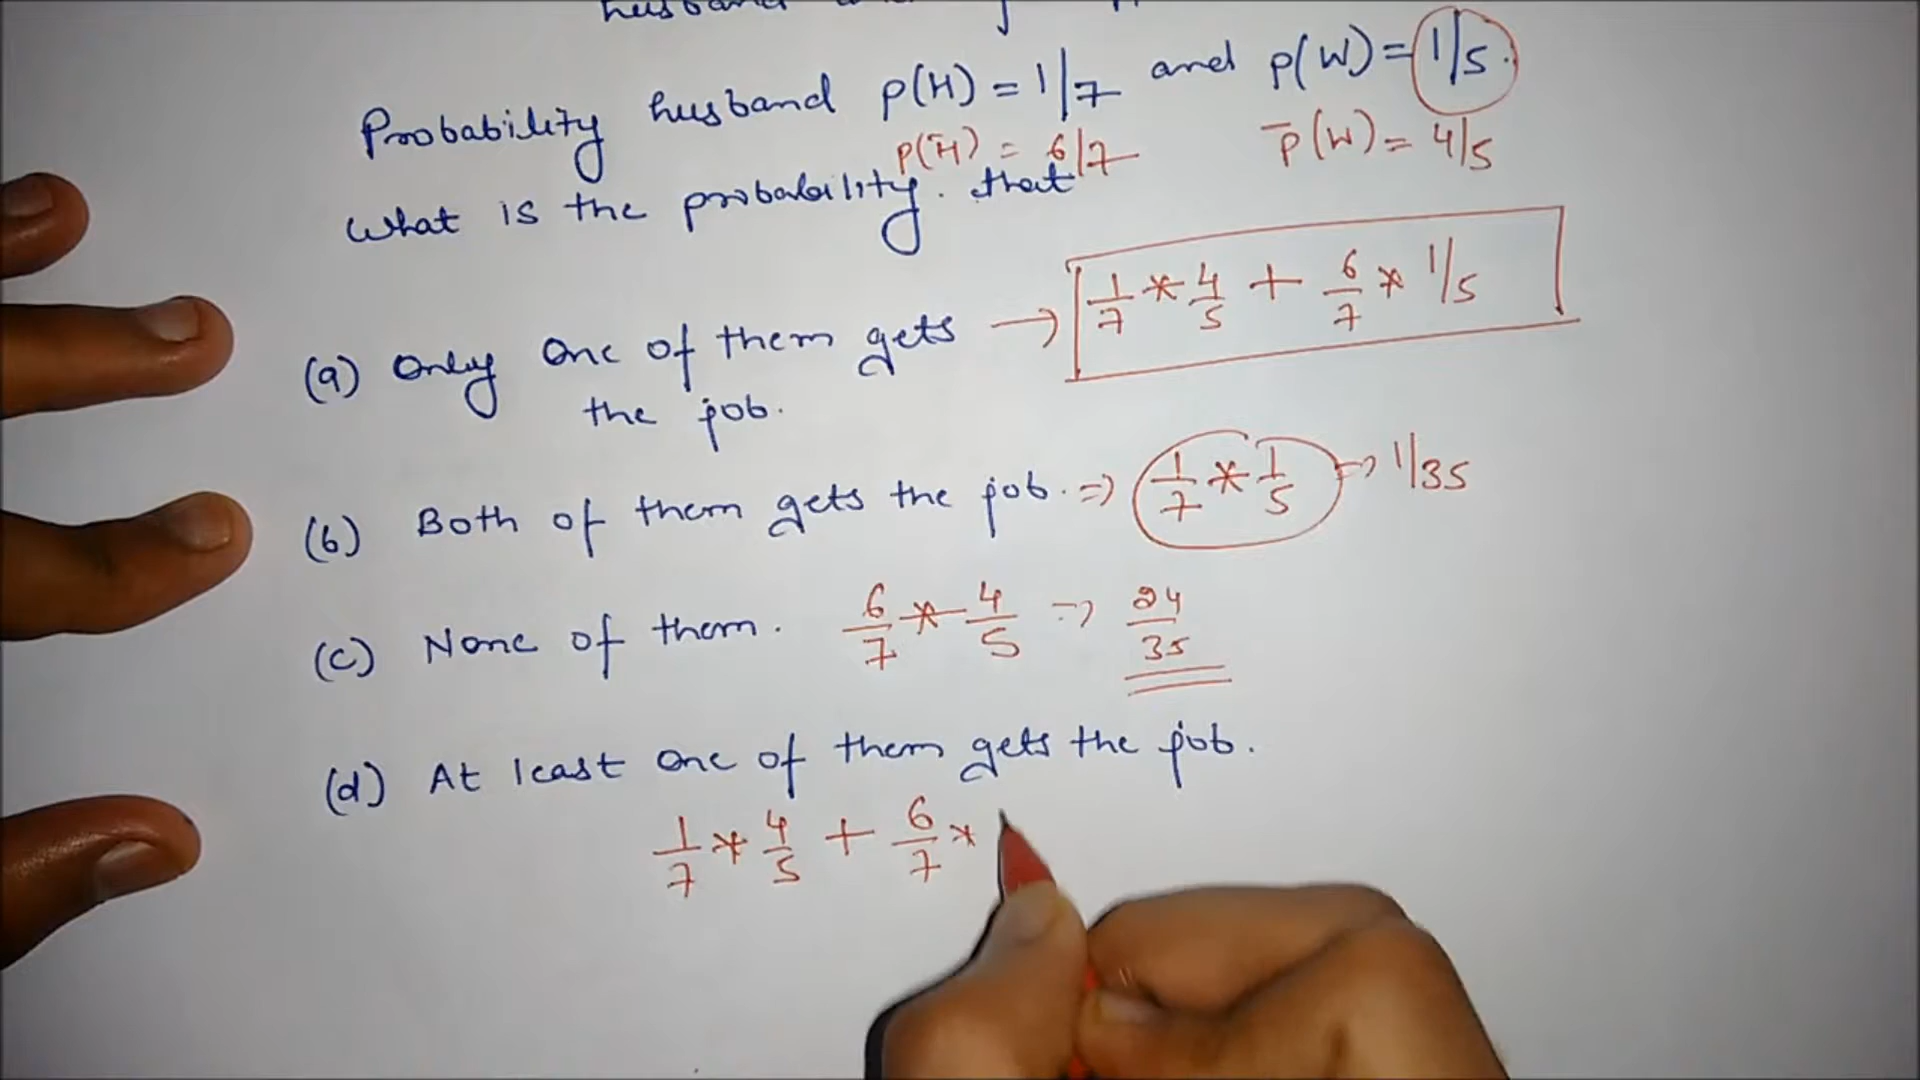 husband
Probability husband p(H) = 1/7 and p(W) = 1/5.
p(H̄) = 6/7 p̄(W) = 4/5
What is the probability. that
(a) Only One of them gets → 1/7 * 4/5 + 6/7 * 1/5
the job.
(b) Both of them gets the job. => 1/7 * 1/5 => 1/35
(c) None of them. 6/7 * 4/5 => 24/35
(d) At least One of them gets the job.
1/7 * 4/5 + 6/7 *